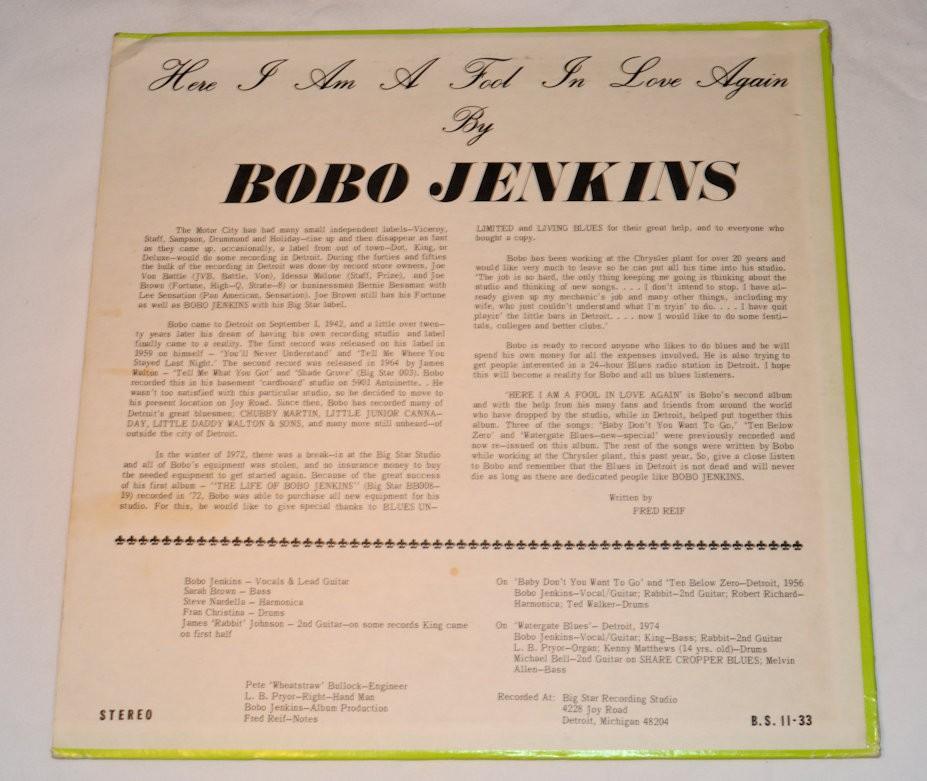 Here I Am A Fool In Love Again
By
BOBO JENKINS
The Motor City has had many small independent labels—Viceroy,
Staff, Sampson, Drummond and Holiday—rise up and then disappear as fast
as they came up, occasionally, a label from out of town—Dot, King, or
Deluxe—would do some recording in Detroit. During the forties and fifties
the bulk of the recording in Detroit was done by record store owners, Joe
Von Battle (JVB, Battle, Von), Idessa Malone (Staff, Prize), and Joe
Brown (Fortune, High-Q, Strate-8) or businessmen Bernie Bessman with
Lee Sensation (Pan American, Sensation). Joe Brown still has his Fortune
as well as BOBO JENKINS with his Big Star label.
Bobo came to Detroit on September 1, 1942, and a little over twen-
ty years later his dream of having his own recording studio and label
finally came to a reality. The first record was released on his label in
1959 on himself - 'You'll Never Understand' and 'Tell Me Where You
Stayed Last Night.' The second record was released in 1964 by James
Walton - 'Tell Me What You Got' and 'Shade Grove' (Big Star 003). Bobo
recorded this in his basement 'cardboard' studio on 5901 Antoinette. . He
wasn't too satisfied with this particular studio, so he decided to move to
his present location on Joy Road. Since then, Bobo has recorded many of
Detroit's great bluesmen; CHUBBY MARTIN, LITTLE JUNIOR CANNA-
DAY, LITTLE DADDY WALTON & SONS, and many more still unheard-of
outside the city of Detroit.
In the winter of 1972, there was a break-in at the Big Star Studio
and all of Bobo's equipment was stolen, and no insurance money to buy
the needed equipment to get started again. Because of the great success
of his first album - "THE LIFE OF BOBO JENKINS" (Big Star BB008-
19) recorded in '72, Bobo was able to purchase all new equipment for his
studio. For this, he would like to give special thanks to BLUES UN-
LIMITED and LIVING BLUES for their great help, and to everyone who
bought a copy.
Bobo has been working at the Chrysler plant for over 20 years and
would like very much to leave so he can put all his time into his studio.
'The job is so hard, the only thing keeping me going is thinking about the
studio and thinking of new songs. . . . I don't intend to stop. I have al-
ready given up my mechanic's job and many other things, including my
wife, who just couldn't understand what I'm tryin' to do. . . . I have quit
playin' the little bars in Detroit. . . . now I would like to do some festi-
tals, colleges and better clubs.'
Bobo is ready to record anyone who likes to do blues and he will
spend his own money for all the expenses involved. He is also trying to
get people interested in a 24-hour Blues radio station in Detroit. I hope
this will become a reality for Bobo and all us blues listeners.
'HERE I AM A FOOL IN LOVE AGAIN' is Bobo's second album
and with the help from his many fans and friends from around the world
who have dropped by the studio, while in Detroit, helped put together this
album. Three of the songs: 'Baby Don't You Want To Go,' 'Ten Below
Zero' and 'Watergate Blues—new—special' were previously recorded and
now re-issued on this album. The rest of the songs were written by Bobo
while working at the Chrysler plant, this past year. So, give a close listen
to Bobo and remember that the Blues in Detroit is not dead and will never
die as long as there are dedicated people like BOBO JENKINS.
Written by
FRED REIF
Bobo Jenkins - Vocals & Lead Guitar
Sarah Brown - Bass
Steve Nardella - Harmonica
Fran Christina - Drums
James 'Rabbit' Johnson - 2nd Guitar—on some records King came
on first half
Pete 'Wheatstraw' Bullock—Engineer
L. B. Pryor—Right-Hand Man
Bobo Jenkins—Album Production
Fred Reif—Notes
STEREO
On 'Baby Don't You Want To Go' and 'Ten Below Zero—Detroit, 1956
Bobo Jenkins—Vocal/Guitar; Rabbit—2nd Guitar; Robert Richard—
Harmonica; Ted Walker—Drums
On 'Watergate Blues'— Detroit, 1974
Bobo Jenkins—Vocal/Guitar; King—Bass; Rabbit—2nd Guitar
L. B. Pryor—Organ; Kenny Matthews (14 yrs. old)—Drums
Michael Bell—2nd Guitar on SHARE CROPPER BLUES; Melvin
Allen—Bass
Recorded At: Big Star Recording Studio
4228 Joy Road
Detroit, Michigan 48204
B.S. 11-33